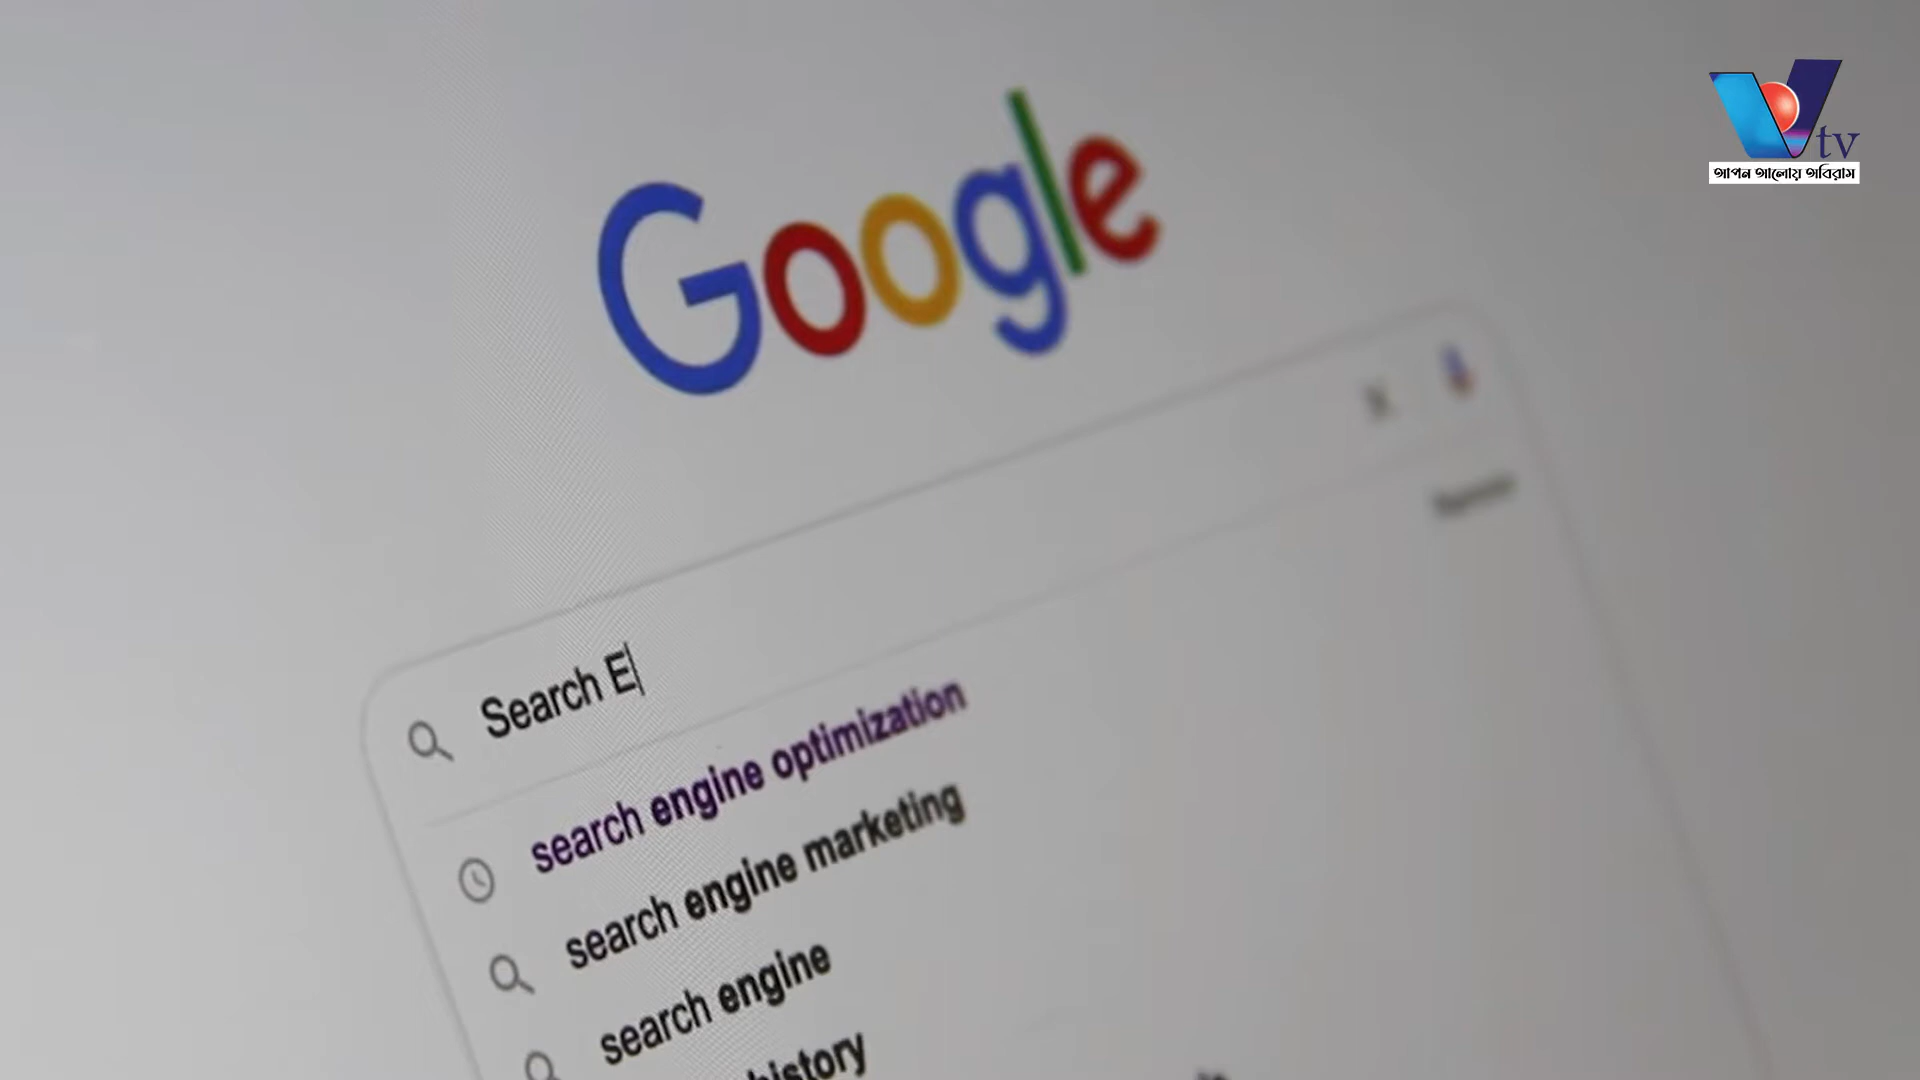 Google
tv
আপন আলোয় অবিরাম
Search E
search engine optimization
search engine marketing
search engine
history